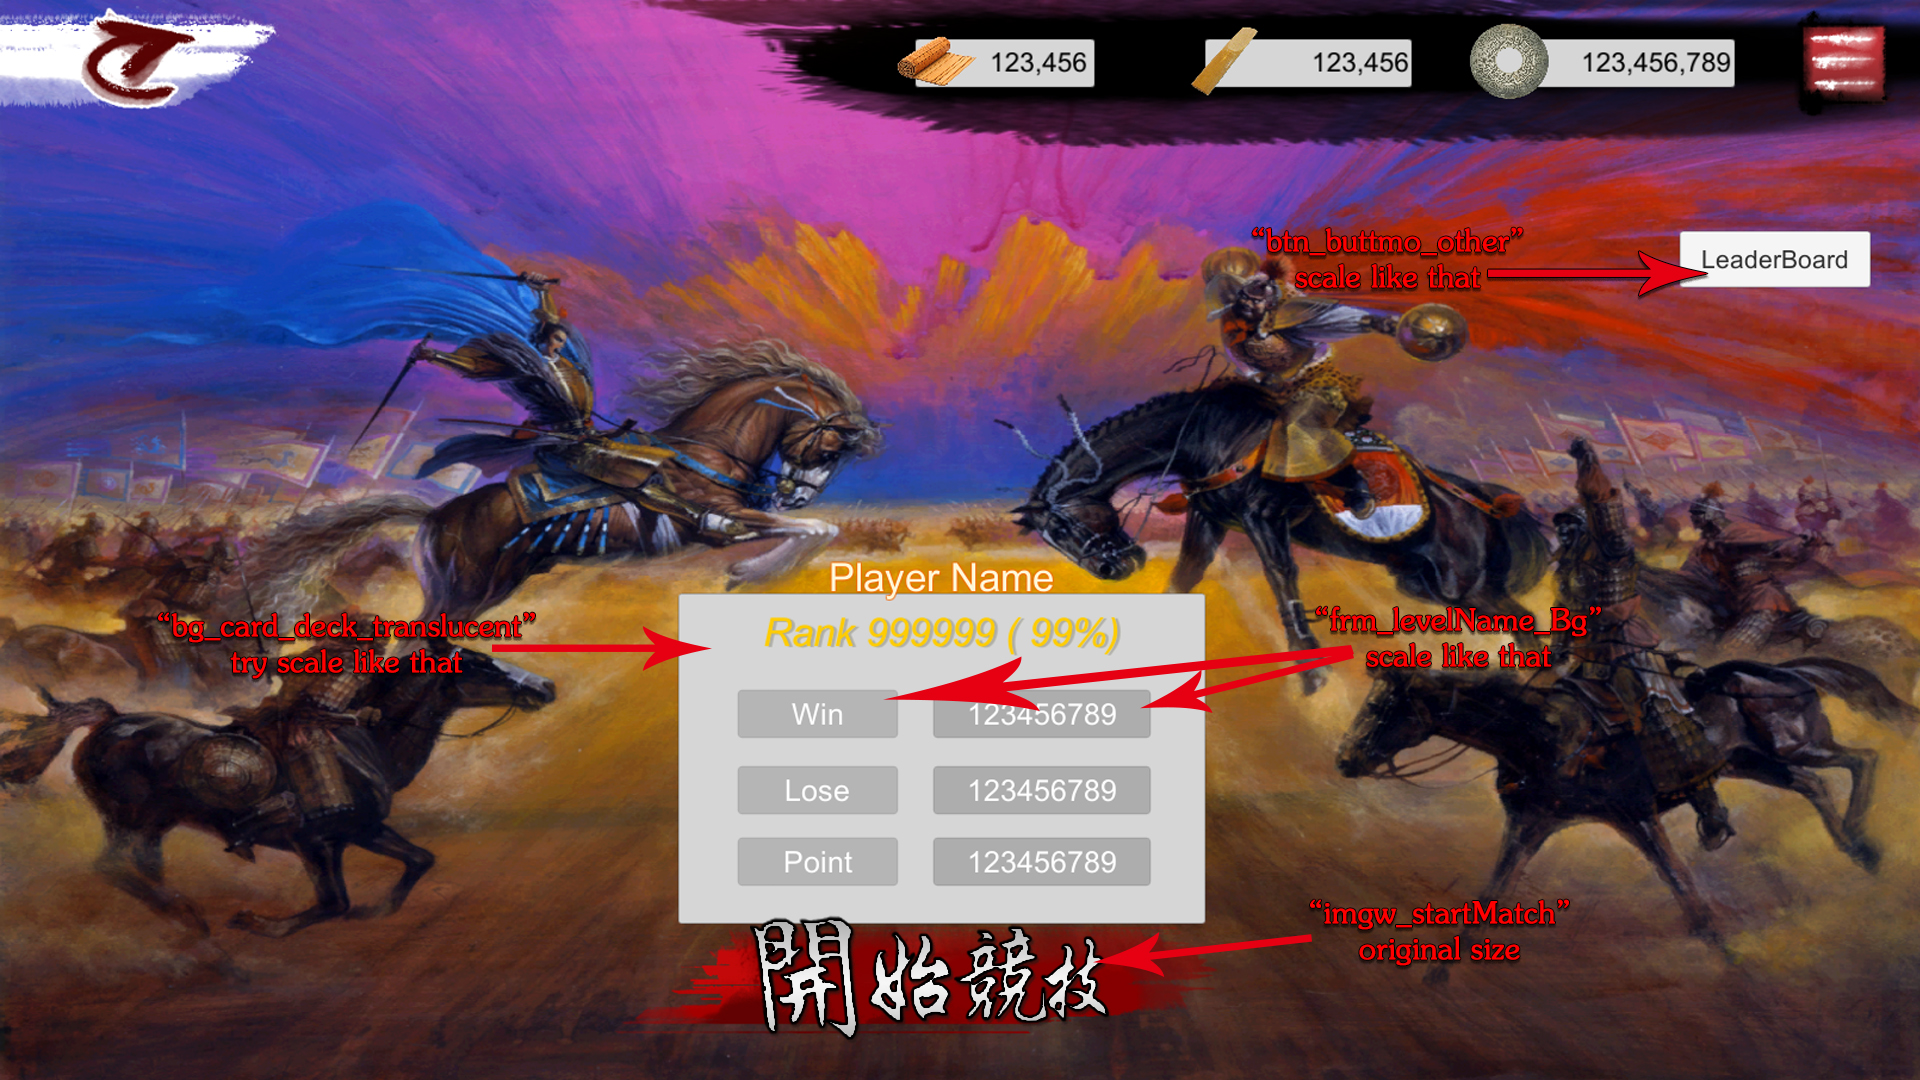 123,456
123,456
123,456,789
“btn_buttmo_other”
scale like that
LeaderBoard
Player Name
Rank 999999 ( 99%)
“bg_card_deck_translucent”
try scale like that
“frm_levelName_Bg”
scale like that
Win 123456789
Lose 123456789
Point 123456789
“imgw_startMatch”
original size
開始競技